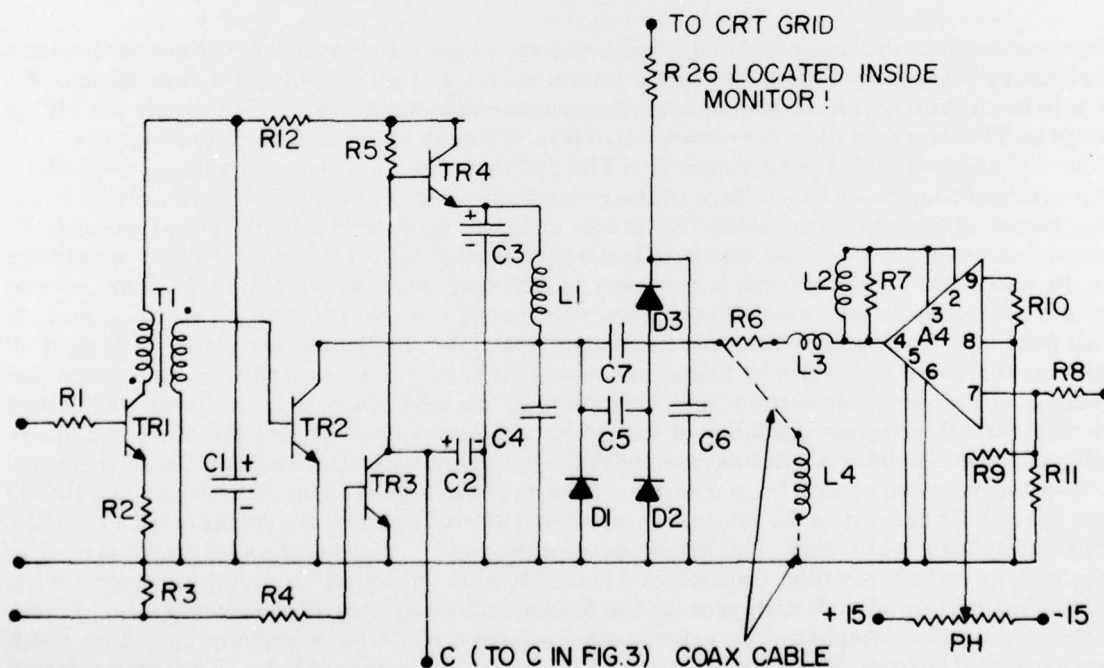 TO CRT GRID
R26 LOCATED INSIDE
MONITOR!
R12
R5
TR4
+
-
C3
L1
D3
R6
L3
L2
R7
9
2
3
4
A4
8
5
6
7
R10
R8
T1
R1
TR1
TR2
C1
+
-
R2
TR3
+
C2
C4
C7
C5
C6
D1
D2
L4
R9
R11
R3
R4
+15
-15
PH
C (TO C IN FIG.3)
COAX CABLE